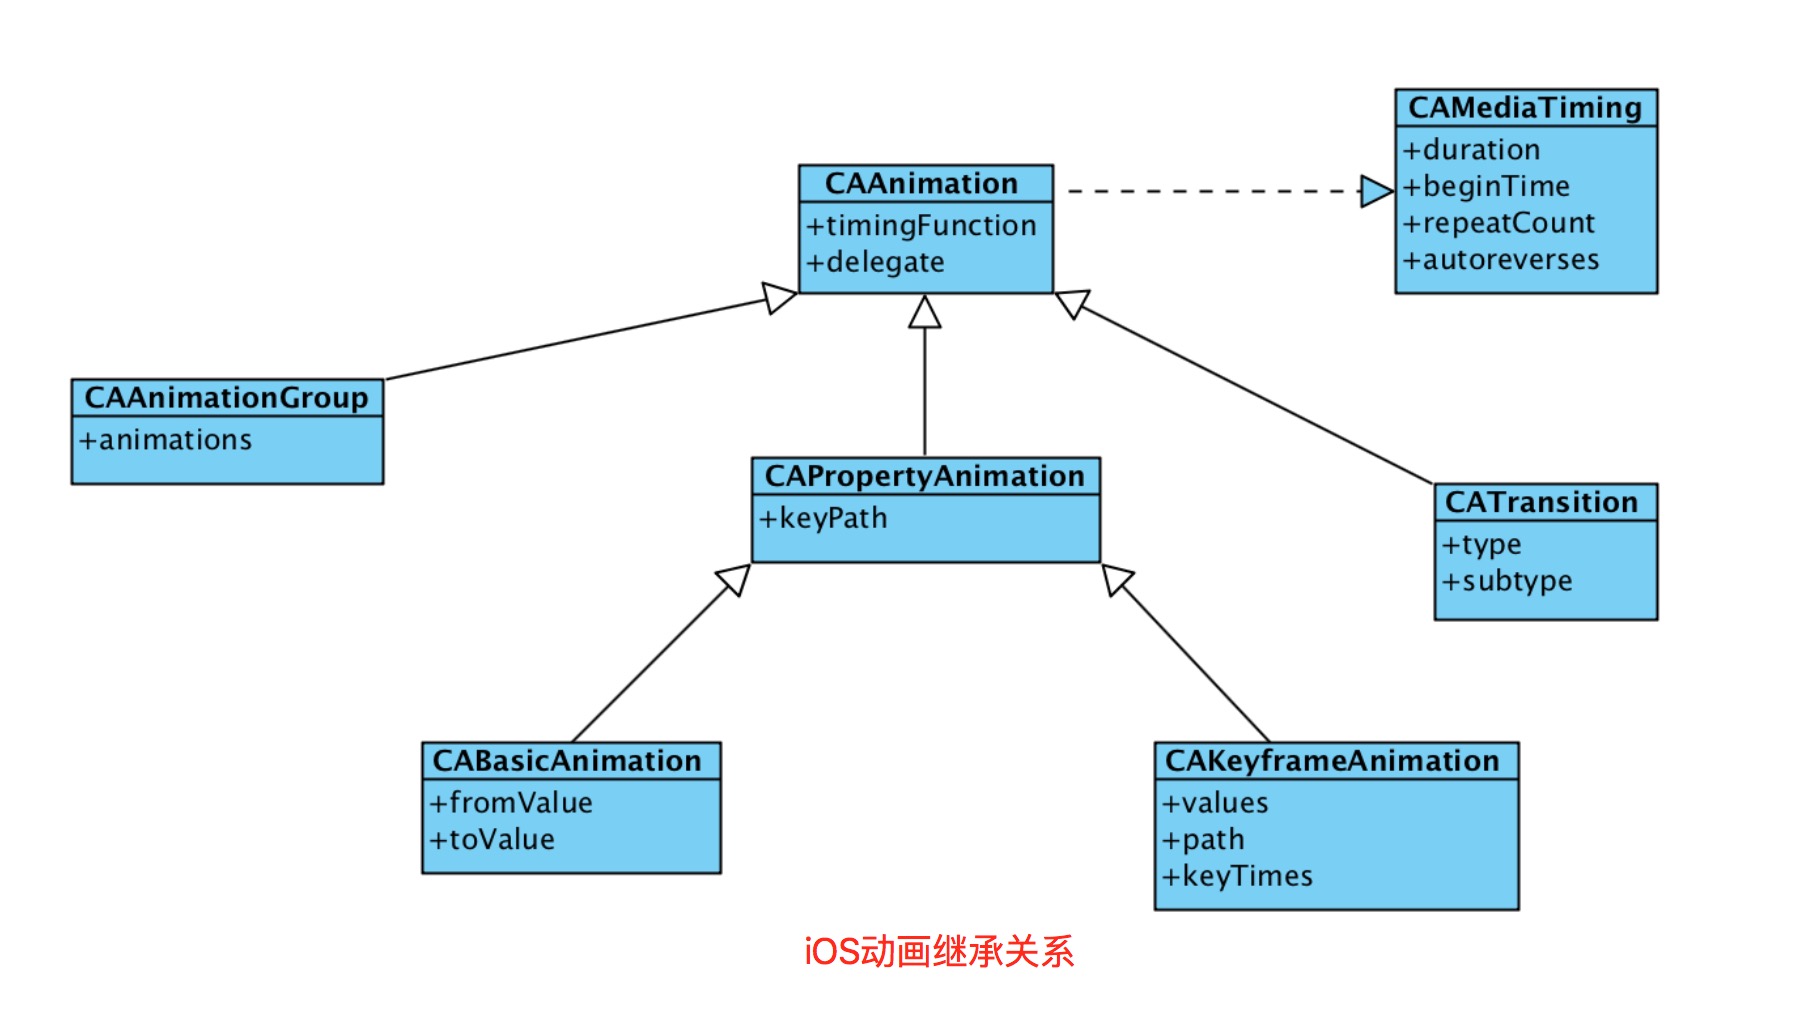 CAMediaTiming
+duration
+beginTime
+repeatCount
+autoreverses
CAAnimation
+timingFunction
+delegate
CAAnimationGroup
+animations
CAPropertyAnimation
+keyPath
CATransition
+type
+subtype
CABasicAnimation
+fromValue
+toValue
CAKeyframeAnimation
+values
+path
+keyTimes
iOS动画继承关系